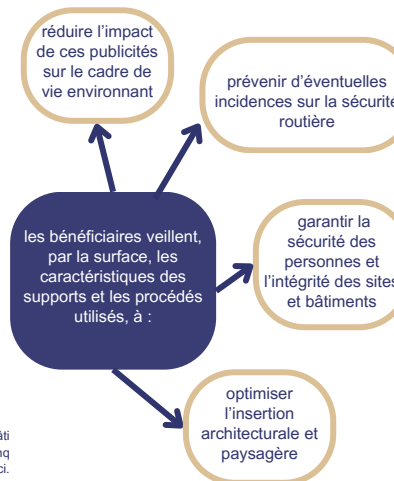 réduire l’impact
de ces publicités
sur le cadre de
vie environnant
prévenir d’éventuelles
incidences sur la sécurité
routière
les bénéficiaires veillent,
par la surface, les
caractéristiques des
supports et les procédés
utilisés, à :
garantir la
sécurité des
personnes et
l’intégrité des sites
et bâtiments
optimiser
l’insertion
architecturale et
paysagère